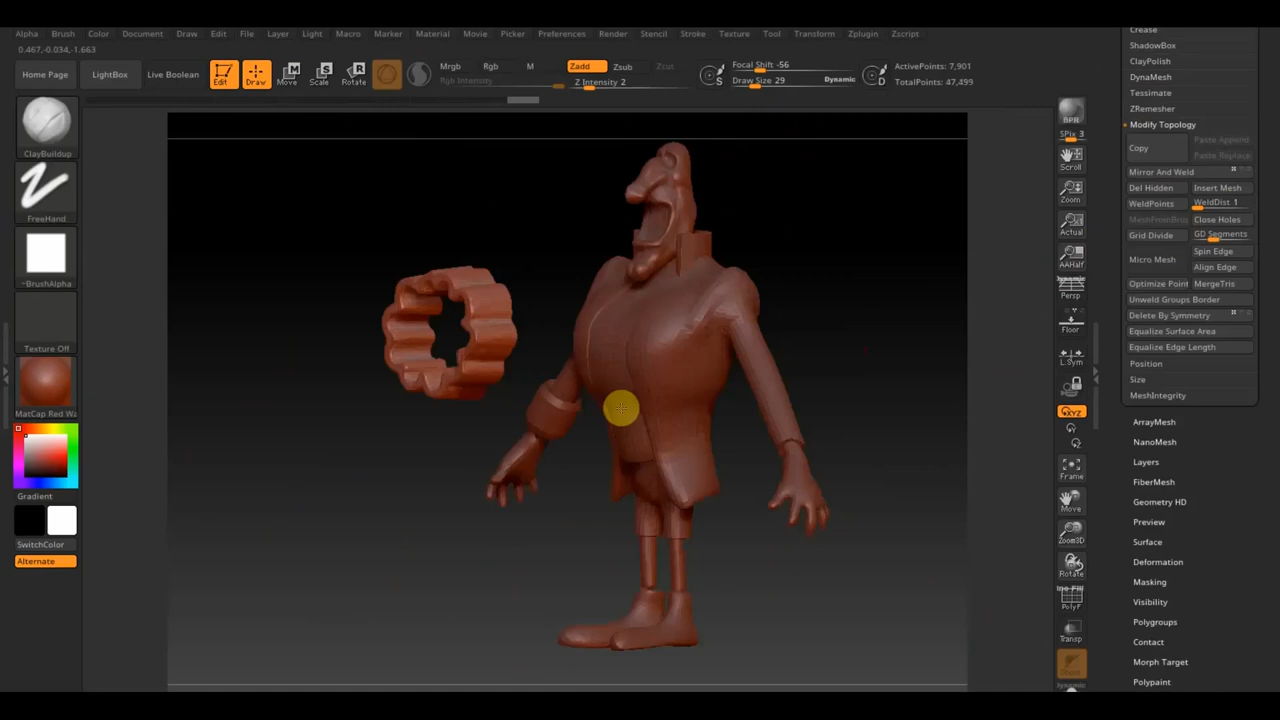 Alpha Brush Color Document Draw Edit File Layer Light Macro Marker Material Movie Picker Preferences Render Stencil Stroke Texture Tool Transform Zplugin Zscript
0.467,-0.034,-1.663
Home Page LightBox Live Boolean Edit Draw Move Scale Rotate
Mrgb Rgb M Zadd Zsub Zcut
Rgb Intensity Z Intensity 2
Focal Shift -56
Draw Size 29 Dynamic
S
D
ActivePoints: 7,901
TotalPoints: 47,499
ClayBuildup
FreeHand
~BrushAlpha
Texture Off
MatCap Red Wa
Gradient
SwitchColor
Alternate
BPR
SPix 3
Scroll
Zoom
Actual
AAHalf
Dynamic
Persp
Floor
L.Sym
XYZ
Frame
Move
Zoom3D
Rotate
PolyF
Transp
Dynamic
Crease
ShadowBox
ClayPolish
DynaMesh
Tessimate
ZRemesher
Modify Topology
Copy Paste Append
Paste Replace
Mirror And Weld
Del Hidden Insert Mesh
WeldPoints WeldDist 1
MeshFromBru Close Holes
Grid Divide GD Segments
Micro Mesh Spin Edge
Align Edge
Optimize Point MergeTris
Unweld Groups Border
Delete By Symmetry
Equalize Surface Area
Equalize Edge Length
Position
Size
MeshIntegrity
ArrayMesh
NanoMesh
Layers
FiberMesh
Geometry HD
Preview
Surface
Deformation
Masking
Visibility
Polygroups
Contact
Morph Target
Polypaint